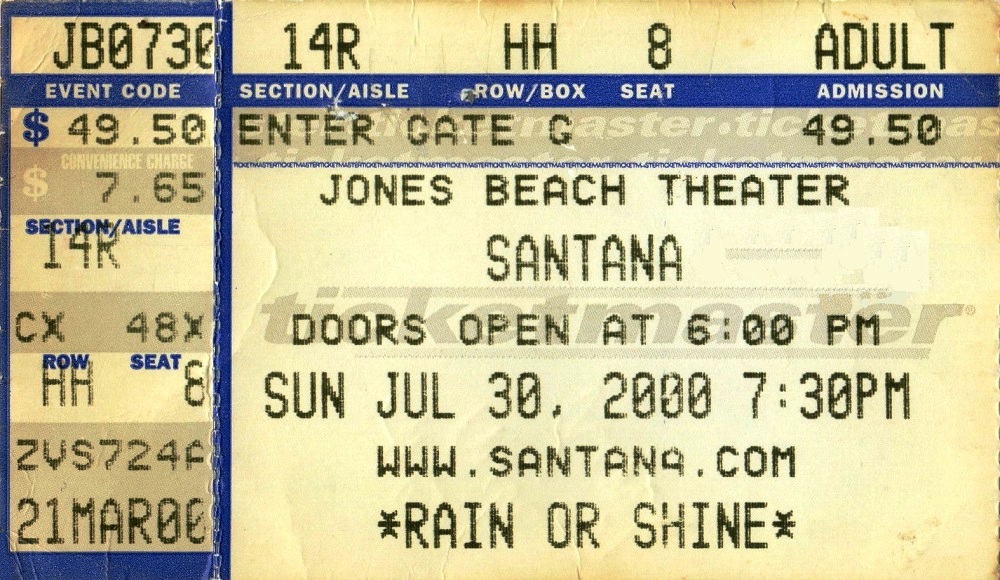 JB0730
EVENT CODE
$ 49.50
CONVENIENCE CHARGE
$ 7.65
SECTION/AISLE
14R
CX 48X
ROW SEAT
HH 8
ZVS724A
21MAR00
14R HH 8 ADULT
SECTION/AISLE ROW/BOX SEAT ADMISSION
ENTER GATE G 49.50
JONES BEACH THEATER
SANTANA
ticketmaster®
DOORS OPEN AT 6:00 PM
SUN JUL 30, 2000 7:30PM
WWW.SANTANA.COM
*RAIN OR SHINE*